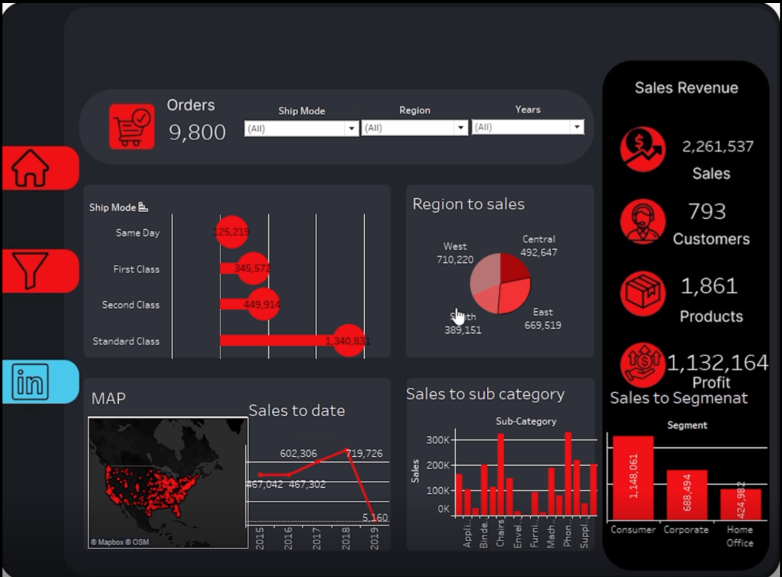 Sales Revenue
Orders
9,800
Ship Mode
Region
Years
(All)
(All)
(All)
2,261,537
Sales
793
Customers
1,861
Products
1,132,164
Profit
Ship Mode
Same Day
125,219
First Class
345,572
Second Class
449,914
Standard Class
1,340,831
Region to sales
West
710,220
Central
492,647
East
669,519
389,151
in
MAP
© Mapbox © OSM
Sales to date
467,042
467,302
602,306
719,726
5,160
2015
2016
2017
2018
2019
Sales to sub category
Sub-Category
Sales
300K
200K
100K
0K
Appli..
Binde..
Chairs
Envel..
Furni..
Mach..
Phon..
Suppl..
Sales to Segmenat
Segment
1,148,061
688,494
424,982
Consumer
Corporate
Home
Office